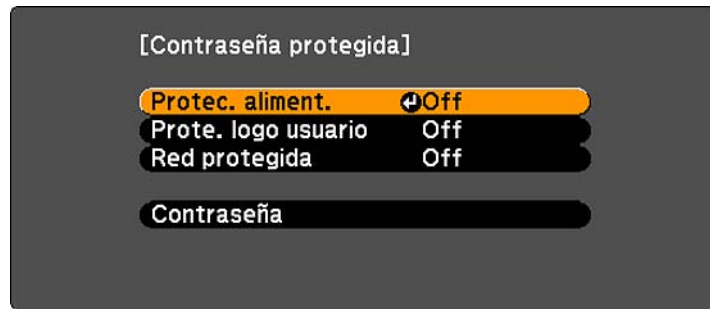 [Contraseña protegida]
Protec. aliment. Off
Prote. logo usuario Off
Red protegida Off
Contraseña